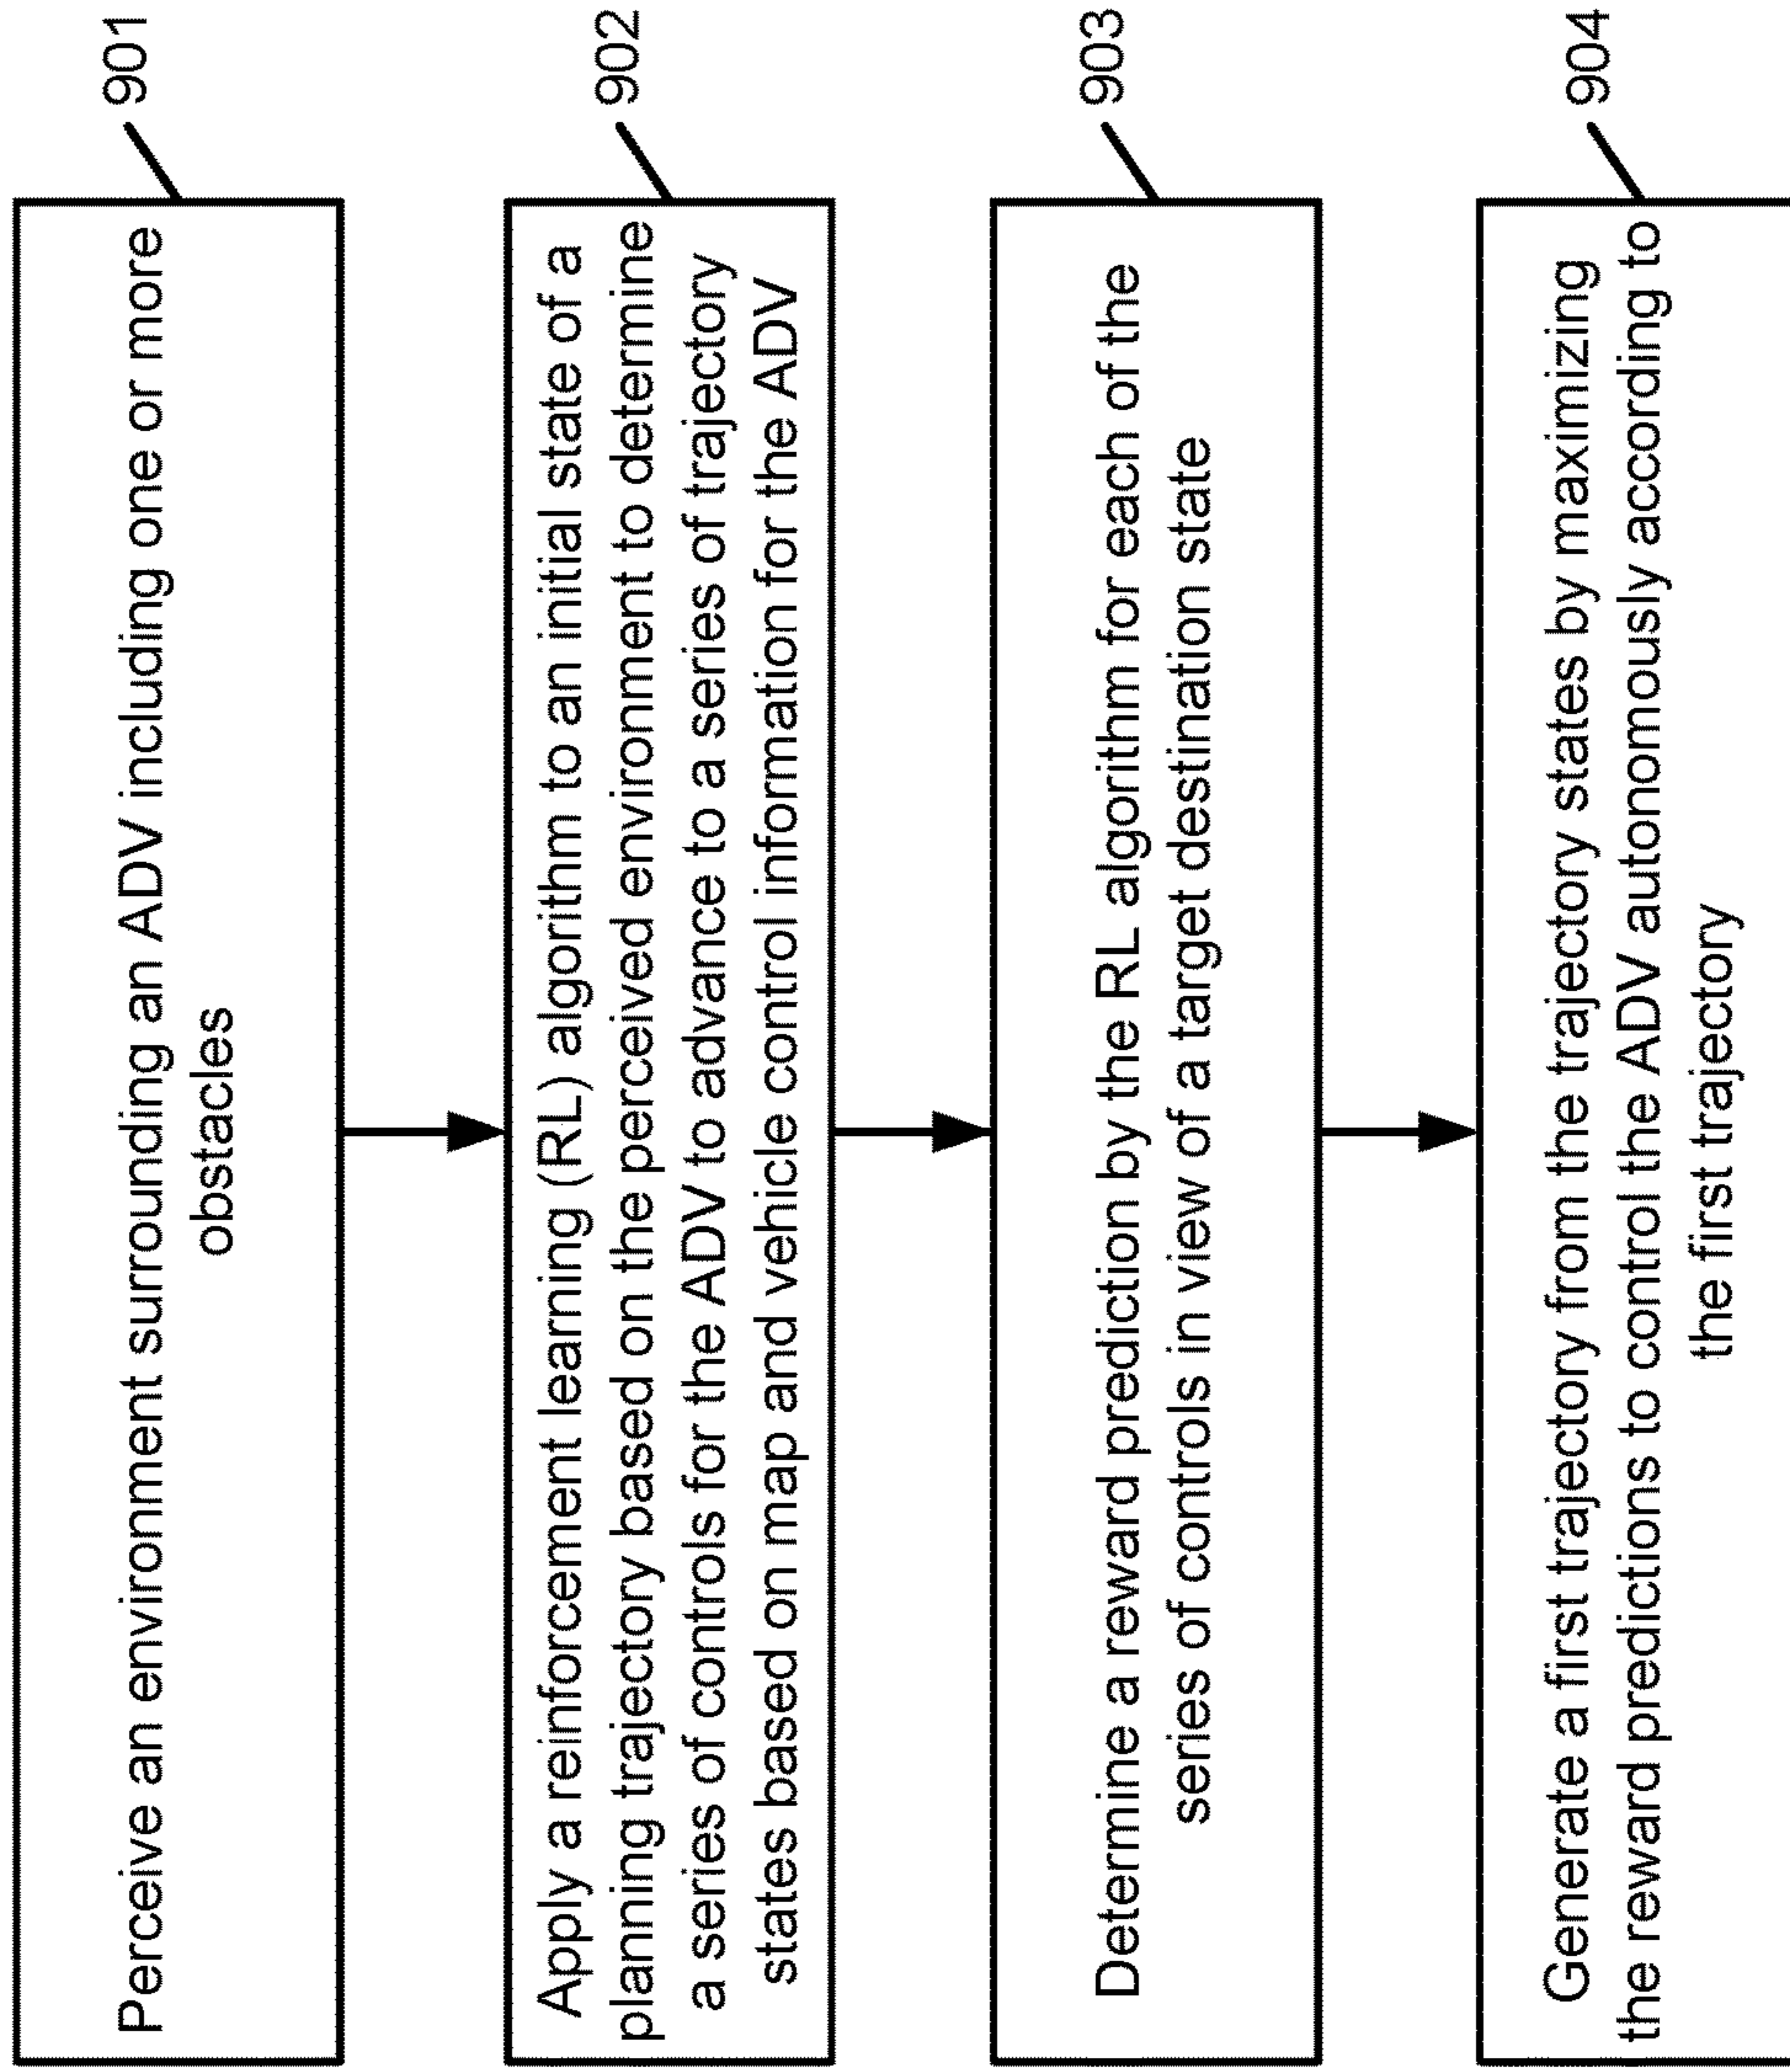 Perceive an environment surrounding an ADV including one or more
obstacles
901
Apply a reinforcement learning (RL) algorithm to an initial state of a
planning trajectory based on the perceived environment to determine
a series of controls for the ADV to advance to a series of trajectory
states based on map and vehicle control information for the ADV
902
Determine a reward prediction by the RL algorithm for each of the
series of controls in view of a target destination state
903
Generate a first trajectory from the trajectory states by maximizing
the reward predictions to control the ADV autonomously according to
the first trajectory
904